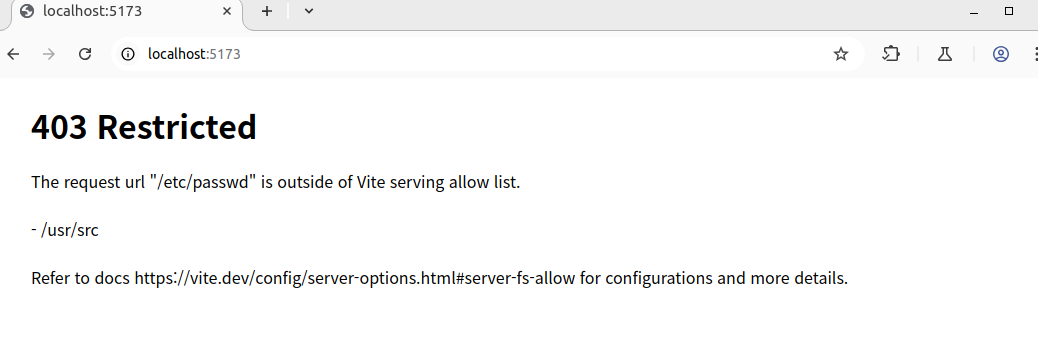 localhost:5173
localhost:5173
403 Restricted
The request url "/etc/passwd" is outside of Vite serving allow list.
- /usr/src
Refer to docs https://vite.dev/config/server-options.html#server-fs-allow for configurations and more details.